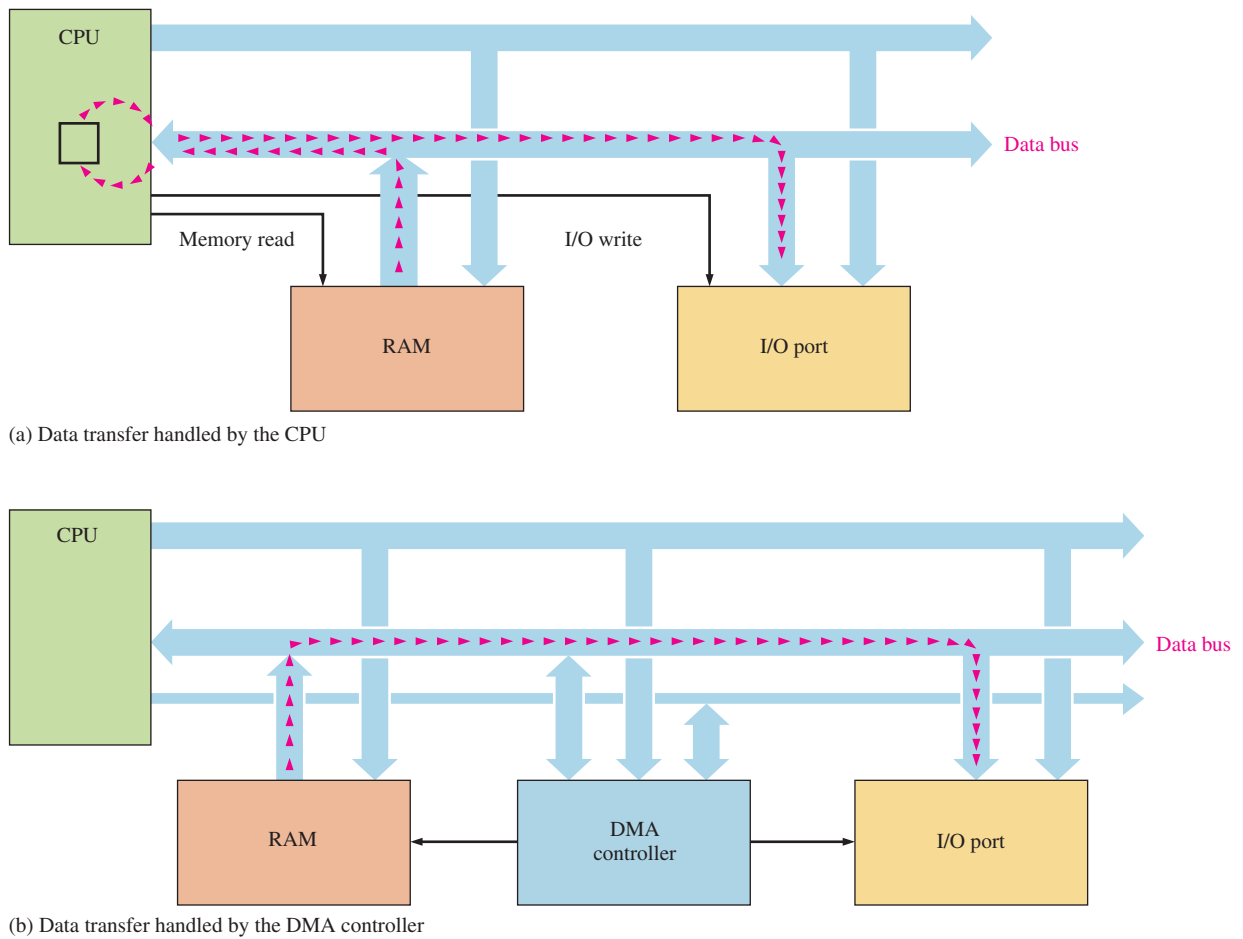 CPU
Data bus
Memory read
I/O write
RAM
I/O port
(a) Data transfer handled by the CPU
CPU
Data bus
RAM
DMA
controller
I/O port
(b) Data transfer handled by the DMA controller